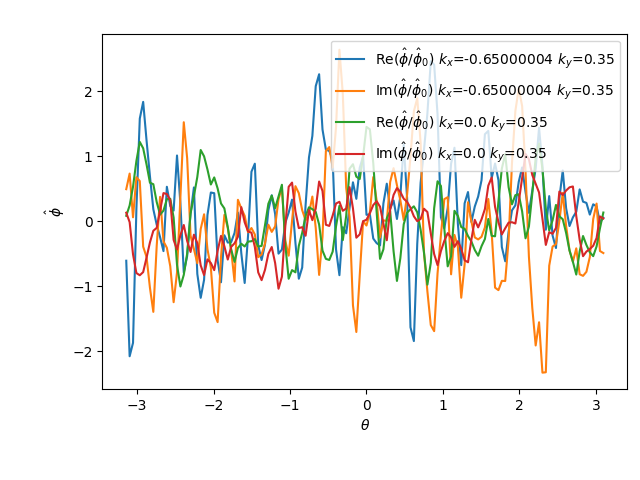 Re(ϕ̂/ϕ̂₀) kₓ=-0.65000004 k_y=0.35
Im(ϕ̂/ϕ̂₀) kₓ=-0.65000004 k_y=0.35
Re(ϕ̂/ϕ̂₀) kₓ=0.0 k_y=0.35
Im(ϕ̂/ϕ̂₀) kₓ=0.0 k_y=0.35
2
1
0
−1
−2
ϕ̂
−3 −2 −1 0 1 2 3
θ